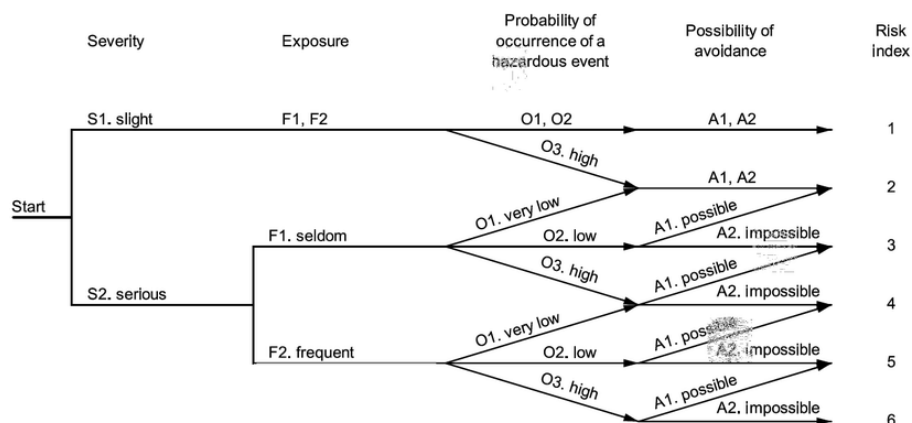 Severity
Exposure
Probability of
occurrence of a
hazardous event
Possibility of
avoidance
Risk
index
S1. slight
F1, F2
O1, O2
A1, A2
1
O3. high
A1, A2
2
Start
O1. very low
A1. possible
F1. seldom
O2. low
A2. impossible
3
O3. high
A1. possible
S2. serious
A2. impossible
4
O1. very low
A1. possible
F2. frequent
O2. low
A2. impossible
5
O3. high
A1. possible
A2. impossible
6